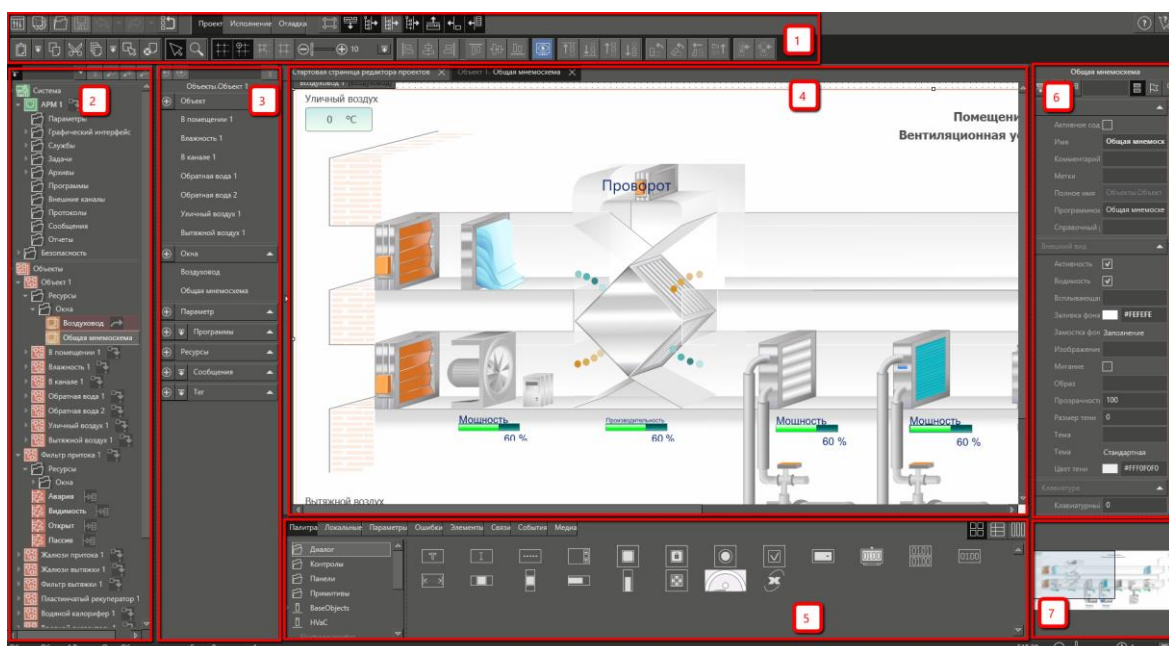 Проект Исполнение Отладка
10
1
2
Система
АРМ 1
Параметры
Графический интерфейс
Службы
Задачи
Архивы
Программы
Внешние каналы
Протоколы
Сообщения
Отчеты
Безопасность
Объекты
Объект 1
Ресурсы
Окна
Воздуховод
Общая мнемосхема
В помещении 1
Влажность 1
В канале 1
Обратная вода 1
Обратная вода 2
Уличный воздух 1
Вытяжной воздух 1
Фильтр притока 1
Ресурсы
Окна
Авария
Видимость
Открыт
Пассив
Жалюзи притока 1
Жалюзи вытяжки 1
Фильтр вытяжки 1
Пластинчатый рекуператор 1
Водяной калорифер 1
3
Объекты.Объект 1
Объект
В помещении 1
Влажность 1
В канале 1
Обратная вода 1
Обратная вода 2
Уличный воздух 1
Вытяжной воздух 1
Окна
Воздуховод
Общая мнемосхема
Параметр
Программы
Ресурсы
Сообщения
Тег
Стартовая страница редактора проектов
Объект 1. Общая мнемосхема
4
Уличный воздух
0 °C
Помещени
Вентиляционная ус
Проворот
Мощность
60 %
Производительность
60 %
Мощность
60 %
Мощность
60 %
Вытяжной воздух
Палитра Локальные Параметры Ошибки Элементы Связи События Медиа
Диалог
Контролы
Панели
Примитивы
BaseObjects
HVaC
5
Общая мнемосхема
6
Активное сод
Имя Общая мнемоск
Комментарий
Метки
Полное имя Объекты.Объект
Программное Общая мнемосхе
Справочный
Внешний вид
Активность
Видимость
Всплывающа
Заливка фона #FEFEFE
Замостка фон Заполнение
Изображение
Мигание
Образ
Прозрачност 100
Размер тени 0
Тема
Тема Стандартная
Цвет тени #FFF0F0F0
Клавиатура
Клавиатурны 0
7